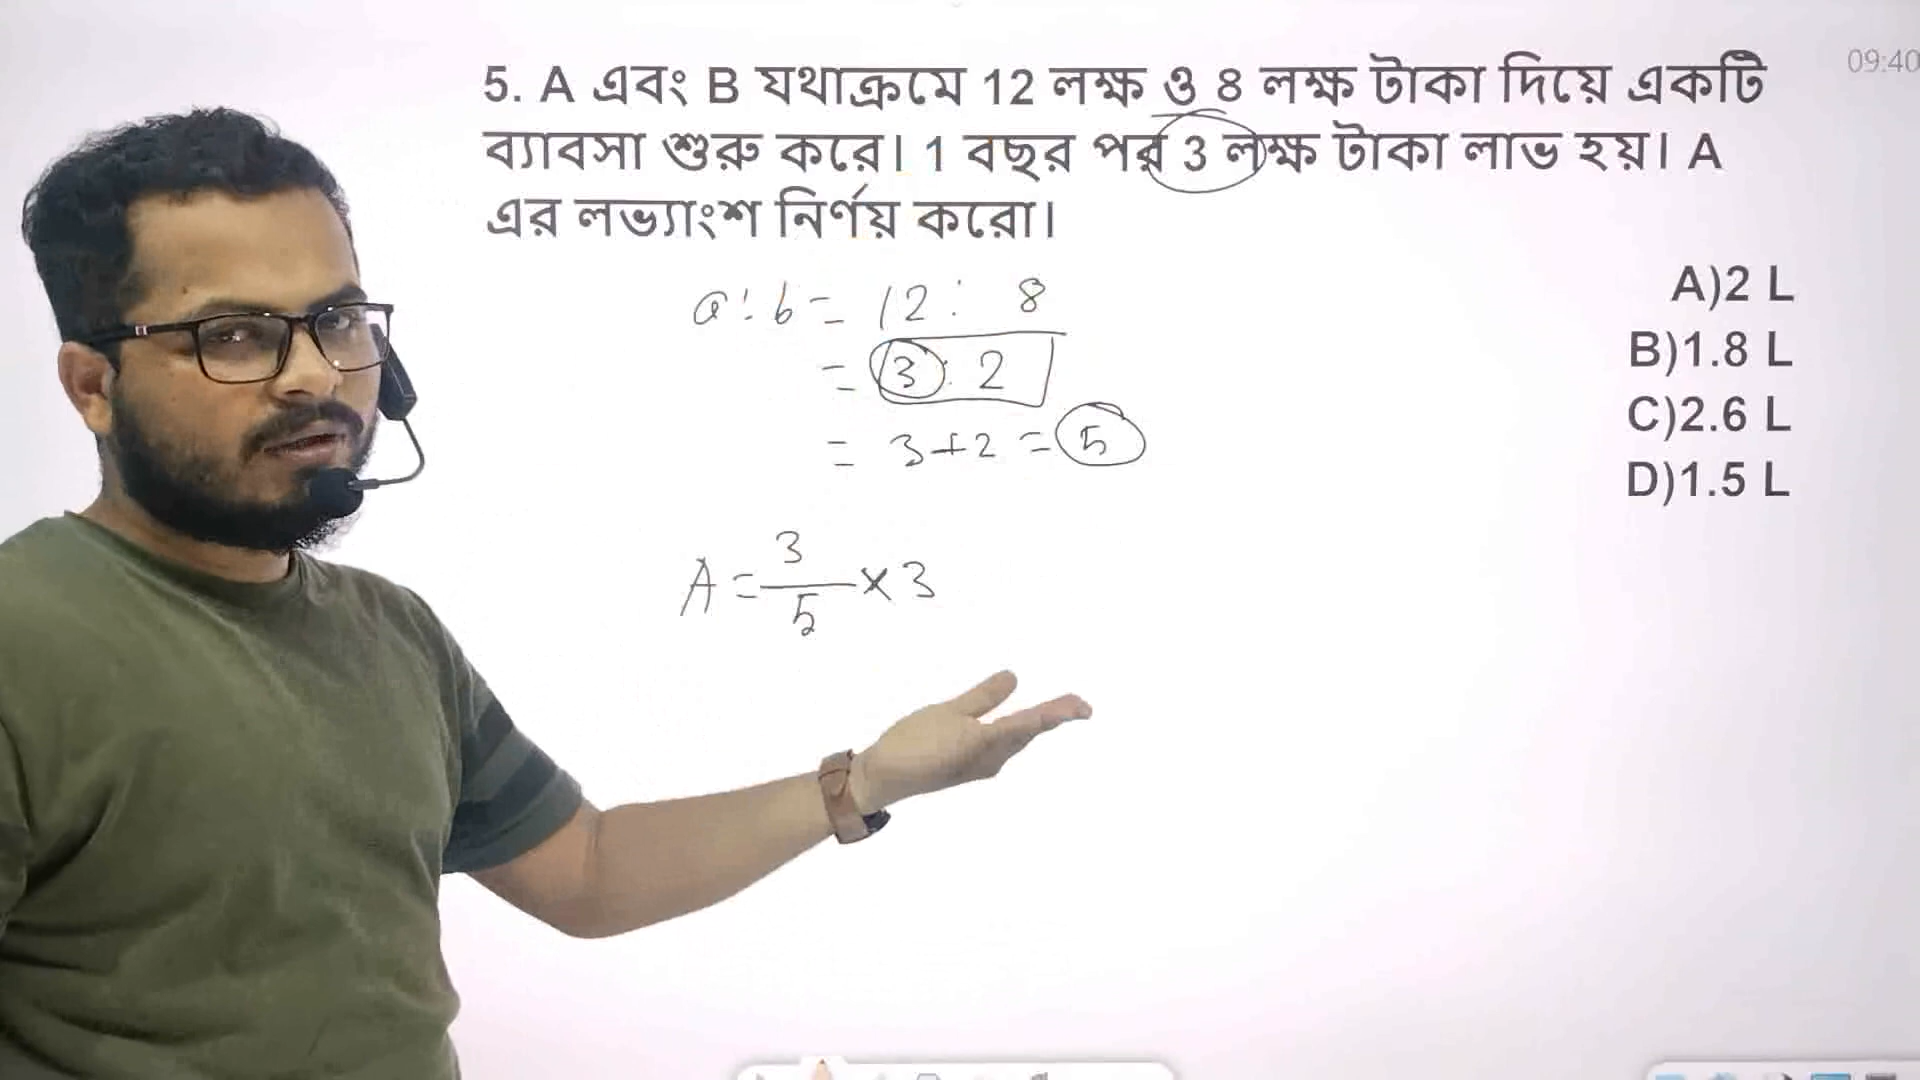 09:40
5. A এবং B যথাক্রমে 12 লক্ষ ও 8 লক্ষ টাকা দিয়ে একটি
ব্যাবসা শুরু করে। 1 বছর পর 3 লক্ষ টাকা লাভ হয়। A
এর লভ্যাংশ নির্ণয় করো।
a : b = 12 : 8
= 3 : 2
= 3+2 = 5
A = 3/5 × 3
A)2 L
B)1.8 L
C)2.6 L
D)1.5 L